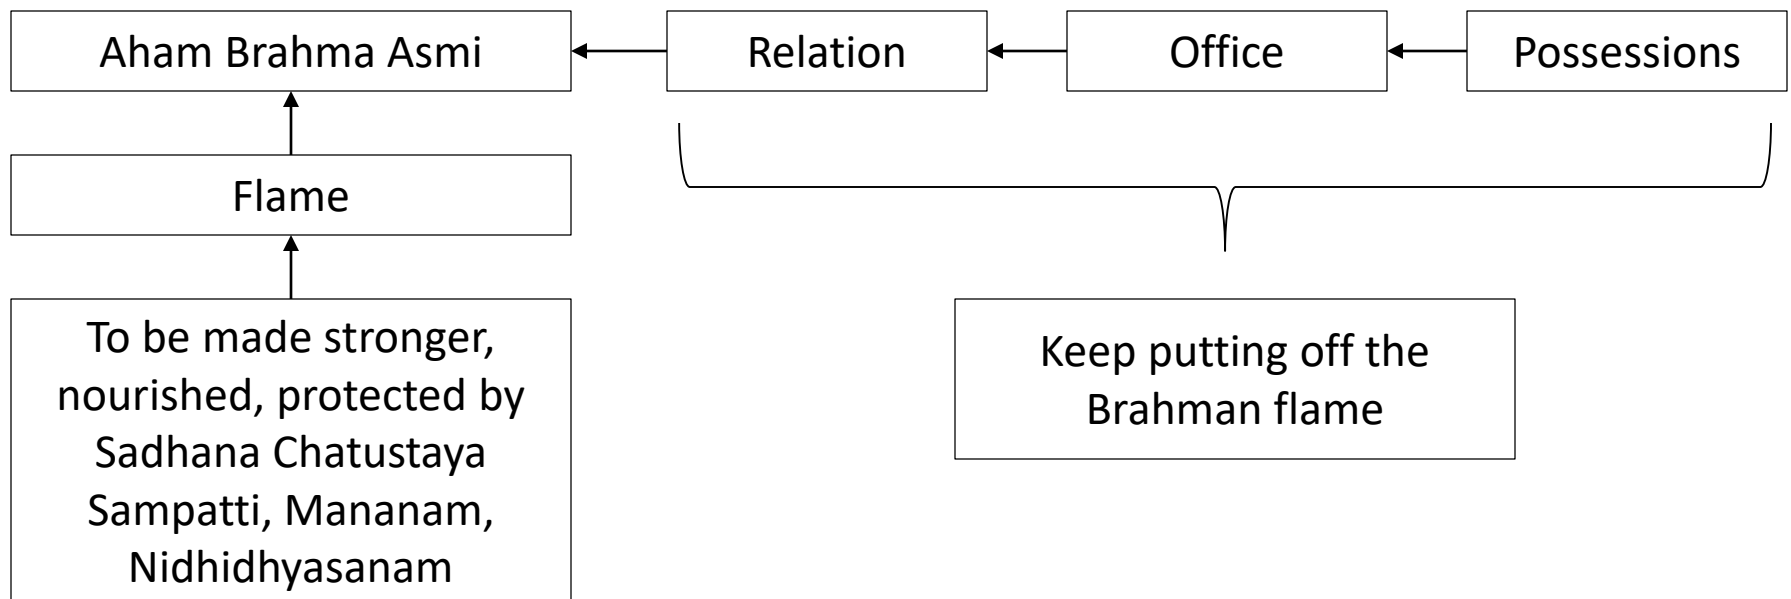 Aham Brahma Asmi
Relation
Office
Possessions
Flame
To be made stronger,
nourished, protected by
Sadhana Chatustaya
Sampatti, Mananam,
Nidhidhyasanam
Keep putting off the
Brahman flame